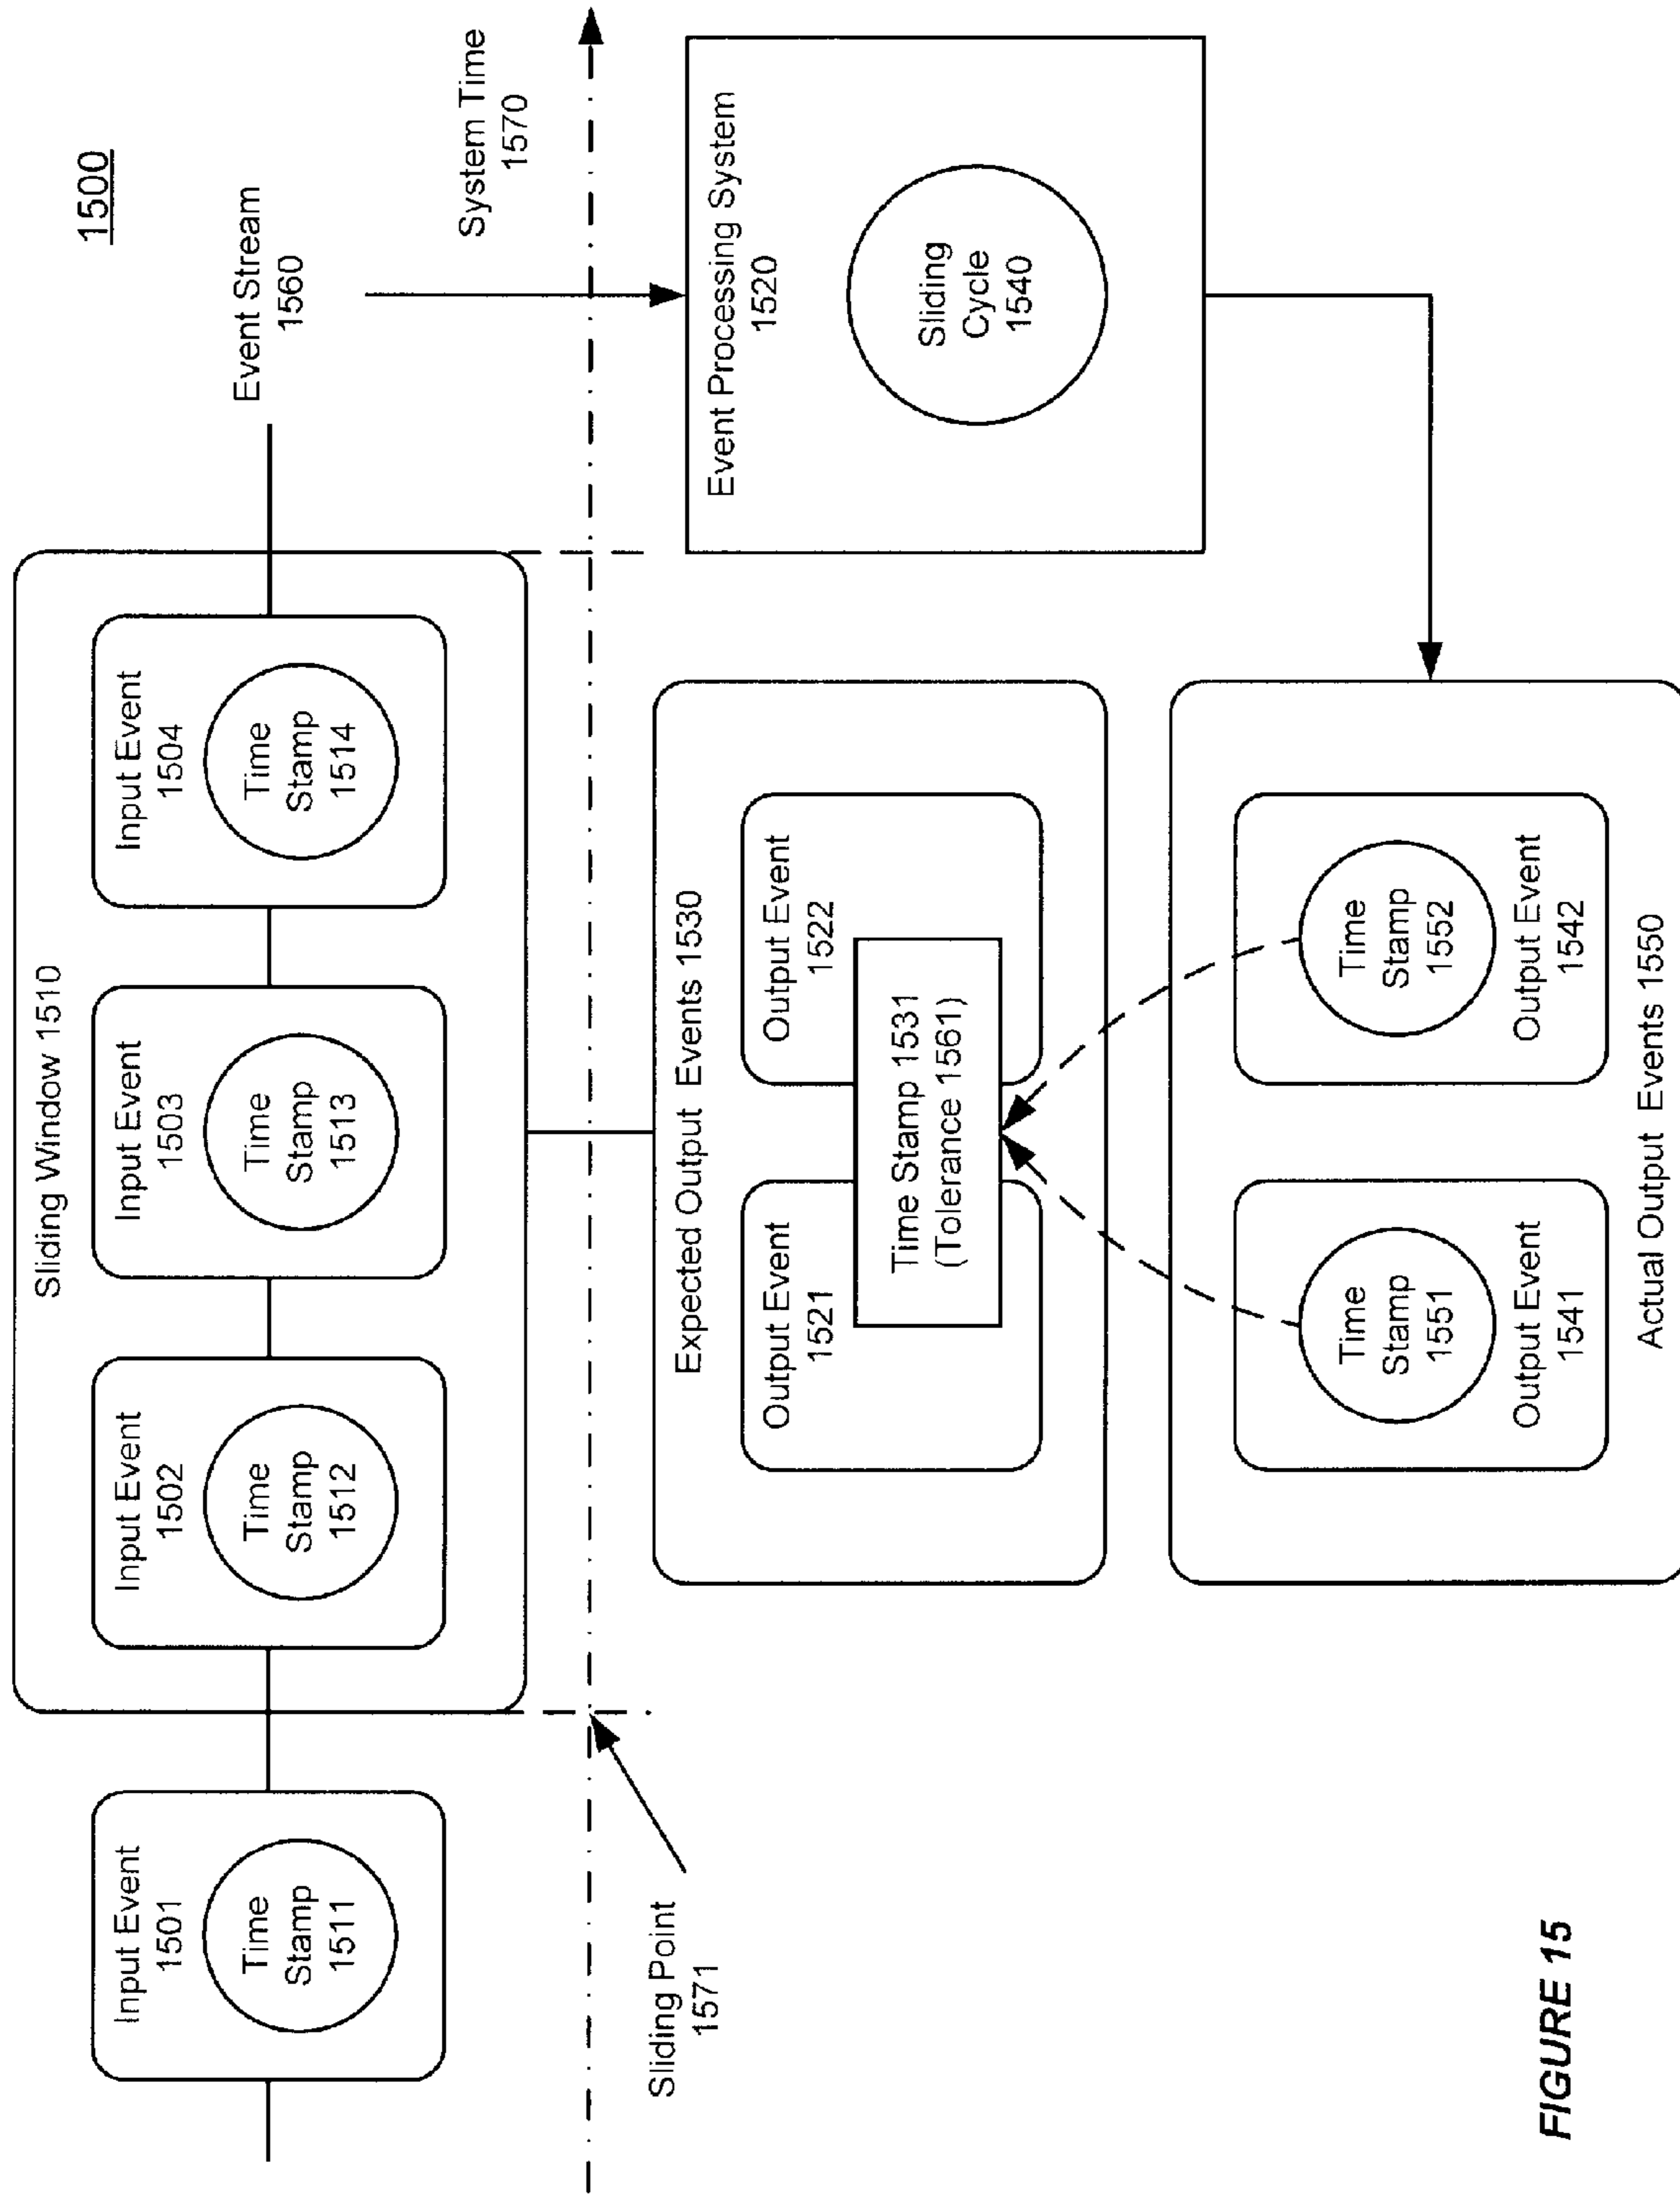 1500
Sliding Window 1510
Input Event
1501
Time
Stamp
1511
Input Event
1502
Time
Stamp
1512
Input Event
1503
Time
Stamp
1513
Input Event
1504
Time
Stamp
1514
Event Stream
1560
System Time
1570
Sliding Point
1571
Expected Output Events 1530
Output Event
1521
Output Event
1522
Time Stamp 1531
(Tolerance 1561)
Event Processing System
1520
Sliding
Cycle
1540
Time
Stamp
1551
Output Event
1541
Time
Stamp
1552
Output Event
1542
Actual Output Events 1550
FIGURE 15